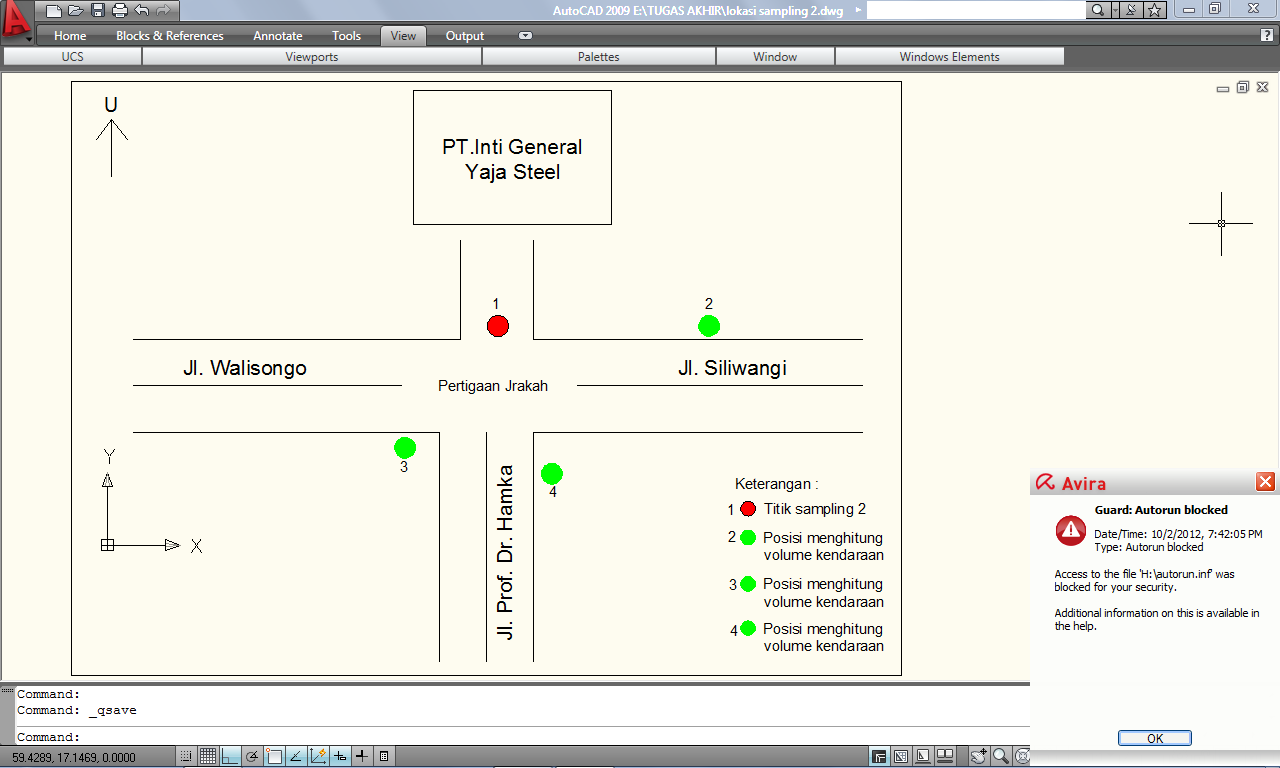 AutoCAD 2009 E:\TUGAS AKHIR\lokasi sampling 2.dwg
Home Blocks & References Annotate Tools View Output
?
UCS Viewports Palettes Window Windows Elements
U
PT.Inti General
Yaja Steel
1
2
Jl. Walisongo
Jl. Siliwangi
Pertigaan Jrakah
3
4
Jl. Prof. Dr. Hamka
Y
X
Keterangan :
1 Titik sampling 2
2 Posisi menghitung
volume kendaraan
3 Posisi menghitung
volume kendaraan
4 Posisi menghitung
volume kendaraan
Avira
Guard: Autorun blocked
Date/Time: 10/2/2012, 7:42:05 PM
Type: Autorun blocked
Access to the file 'H:\autorun.inf' was
blocked for your security.
Additional information on this is available in
the help.
OK
Command:
Command: _qsave
Command:
59.4289, 17.1469, 0.0000